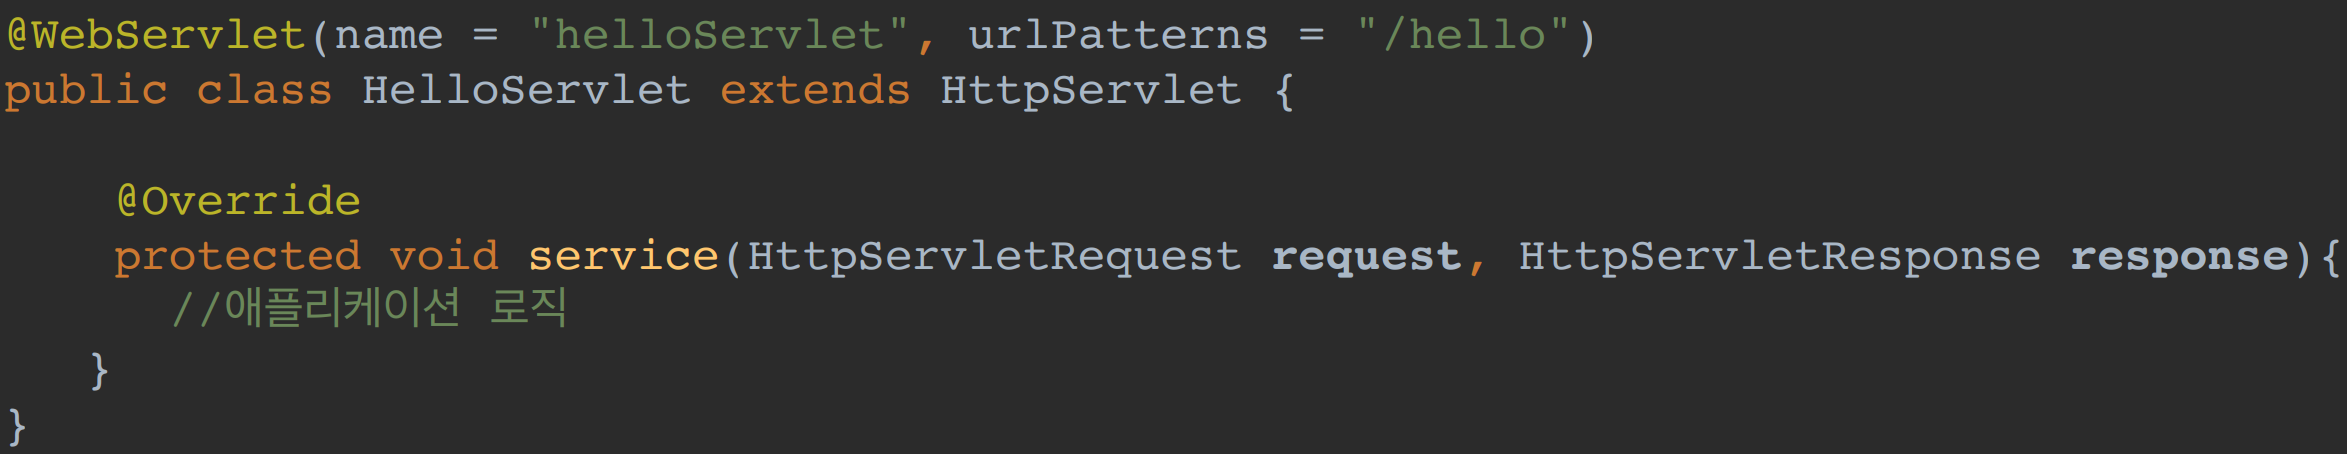 @WebServlet(name = "helloServlet", urlPatterns = "/hello")
public class HelloServlet extends HttpServlet {
@Override
protected void service(HttpServletRequest request, HttpServletResponse response){
//애플리케이션 로직
}
}